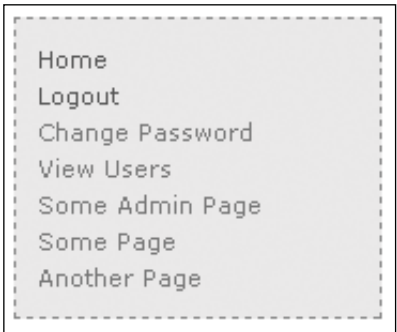 Home
Logout
Change Password
View Users
Some Admin Page
Some Page
Another Page